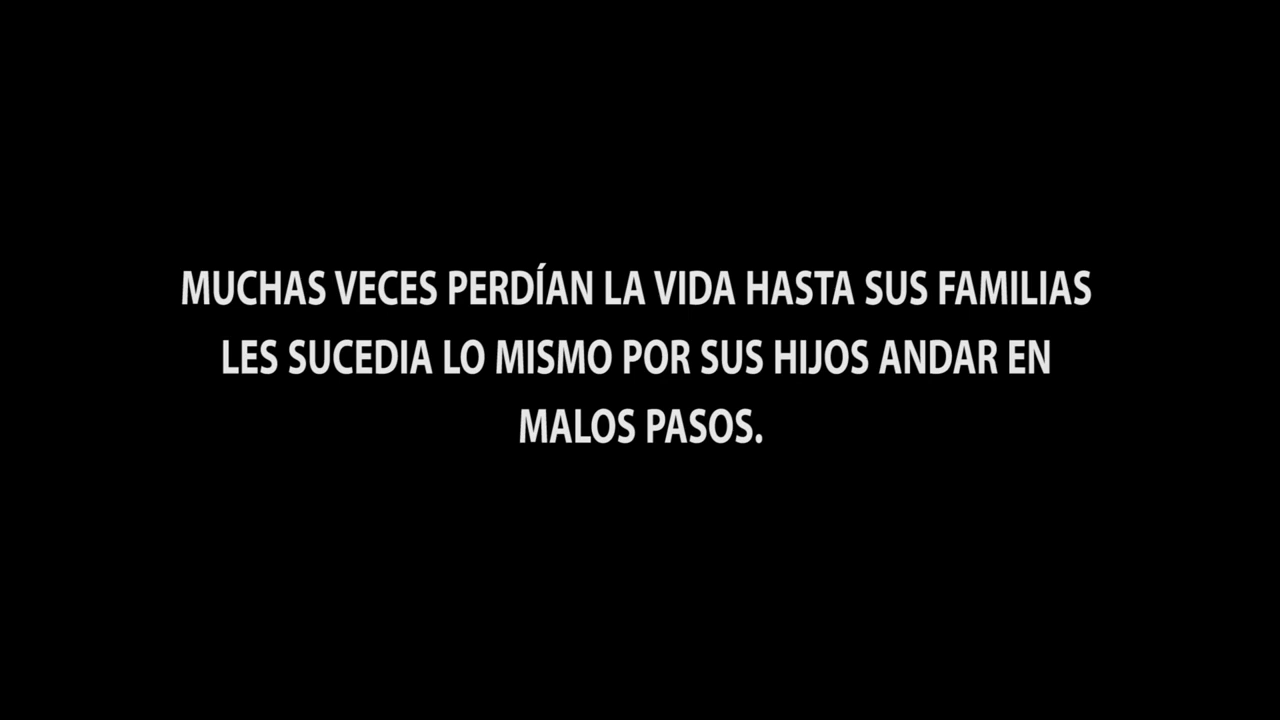 MUCHAS VECES PERDÍAN LA VIDA HASTA SUS FAMILIAS
LES SUCEDIA LO MISMO POR SUS HIJOS ANDAR EN
MALOS PASOS.